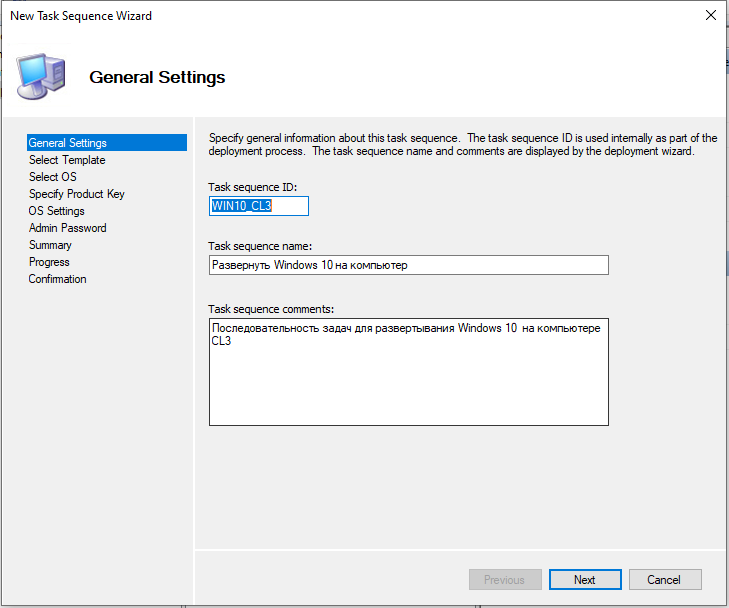 New Task Sequence Wizard
General Settings
General Settings
Select Template
Select OS
Specify Product Key
OS Settings
Admin Password
Summary
Progress
Confirmation
Specify general information about this task sequence. The task sequence ID is used internally as part of the
deployment process. The task sequence name and comments are displayed by the deployment wizard.
Task sequence ID:
WIN10_CL3
Task sequence name:
Развернуть Windows 10 на компьютер
Task sequence comments:
Последовательность задач для развертывания Windows 10 на компьютере
CL3
Previous
Next
Cancel